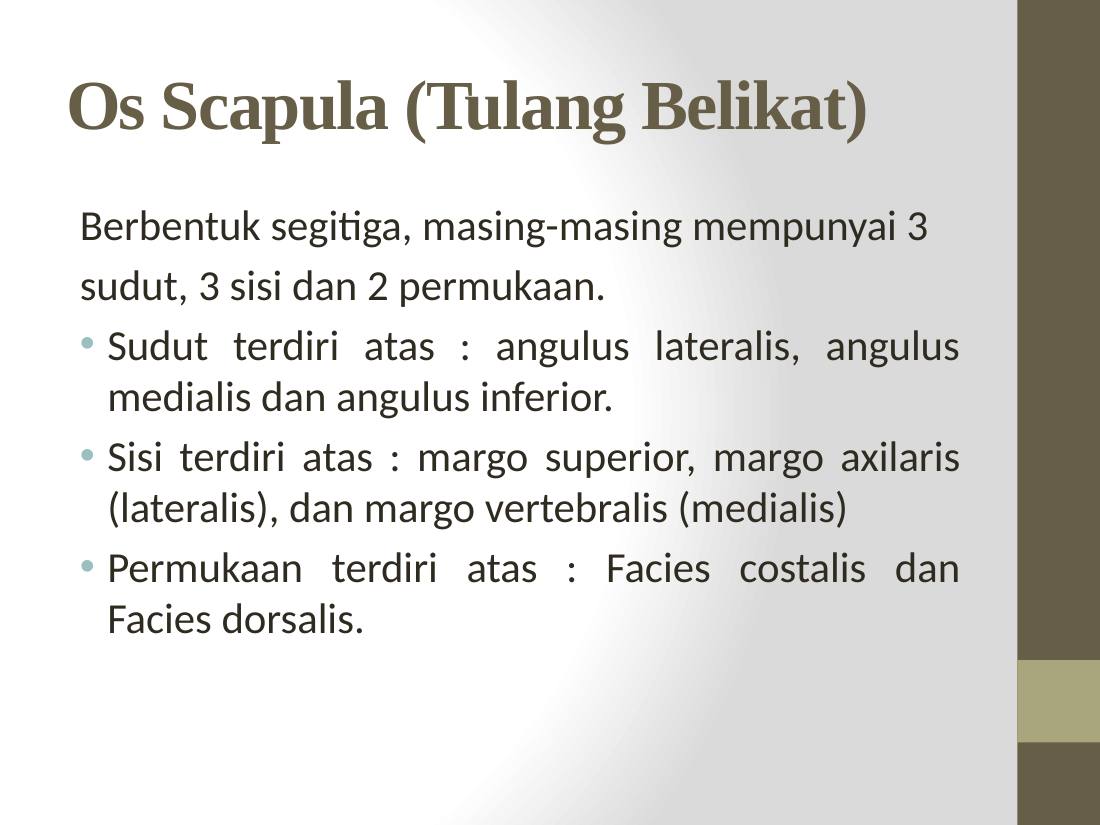 Os Scapula (Tulang Belikat)
Berbentuk segitiga, masing-masing mempunyai 3
sudut, 3 sisi dan 2 permukaan.
• Sudut terdiri atas : angulus lateralis, angulus
medialis dan angulus inferior.
• Sisi terdiri atas : margo superior, margo axilaris
(lateralis), dan margo vertebralis (medialis)
• Permukaan terdiri atas : Facies costalis dan
Facies dorsalis.